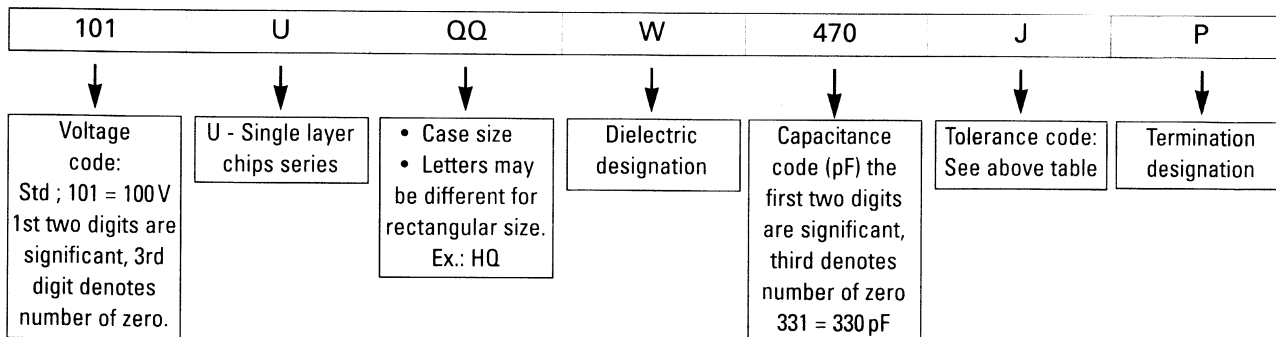 101 U QQ W 470 J P
Voltage
code:
Std ; 101 = 100 V
1st two digits are
significant, 3rd
digit denotes
number of zero.
U - Single layer
chips series
• Case size
• Letters may
be different for
rectangular size.
Ex.: HQ
Dielectric
designation
Capacitance
code (pF) the
first two digits
are significant,
third denotes
number of zero
331 = 330 pF
Tolerance code:
See above table
Termination
designation